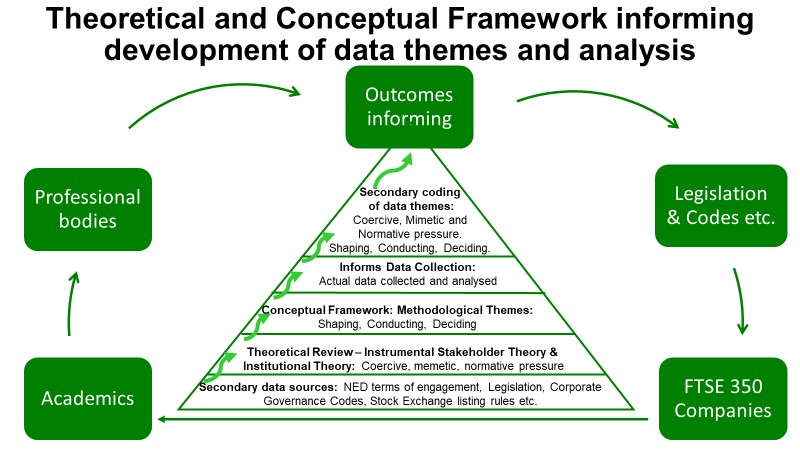 Theoretical and Conceptual Framework informing
development of data themes and analysis
Outcomes
informing
Professional
bodies
Legislation
& Codes etc.
Secondary coding
of data themes:
Coercive, Mimetic and
Normative pressure.
Shaping, Conducting, Deciding.
Informs Data Collection:
Actual data collected and analysed
Conceptual Framework: Methodological Themes:
Shaping, Conducting, Deciding
Theoretical Review – Instrumental Stakeholder Theory &
Institutional Theory: Coercive, memetic, normative pressure
Secondary data sources: NED terms of engagement, Legislation, Corporate
Governance Codes, Stock Exchange listing rules etc.
Academics
FTSE 350
Companies